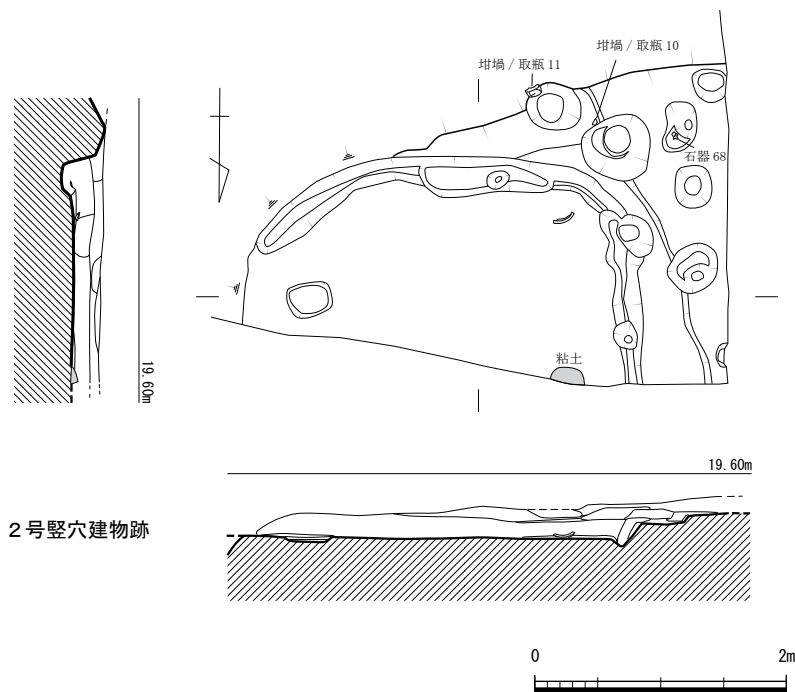 坩堝 / 取瓶 10
坩堝 / 取瓶 11
石器 68
粘土
19.60m
19.60m
2号竪穴建物跡
0 2m